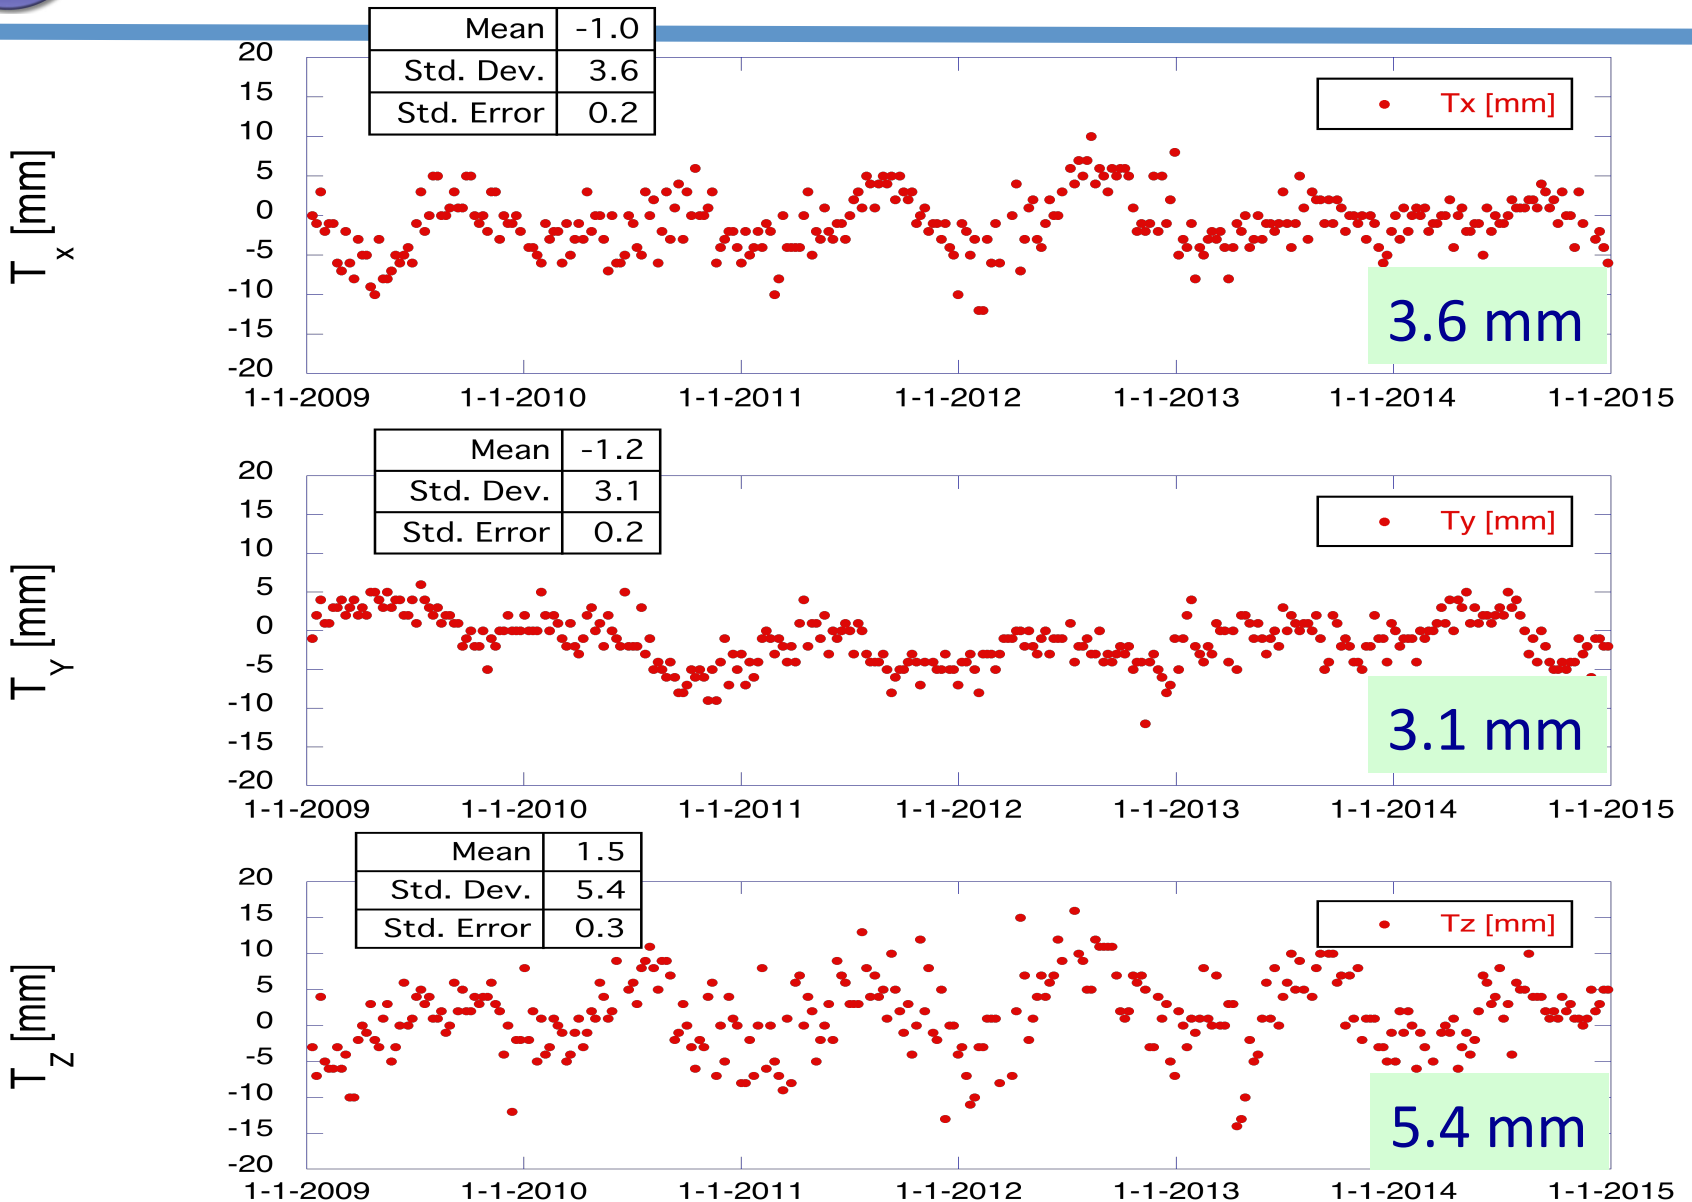 Mean -1.0
Std. Dev. 3.6
Std. Error 0.2
20
15
10
5
0
-5
-10
-15
-20
Tx [mm]
Tx [mm]
3.6 mm
1-1-2009 1-1-2010 1-1-2011 1-1-2012 1-1-2013 1-1-2014 1-1-2015
Mean -1.2
Std. Dev. 3.1
Std. Error 0.2
20
15
10
5
0
-5
-10
-15
-20
TY [mm]
Ty [mm]
3.1 mm
1-1-2009 1-1-2010 1-1-2011 1-1-2012 1-1-2013 1-1-2014 1-1-2015
Mean 1.5
Std. Dev. 5.4
Std. Error 0.3
20
15
10
5
0
-5
-10
-15
-20
TZ [mm]
Tz [mm]
5.4 mm
1-1-2009 1-1-2010 1-1-2011 1-1-2012 1-1-2013 1-1-2014 1-1-2015